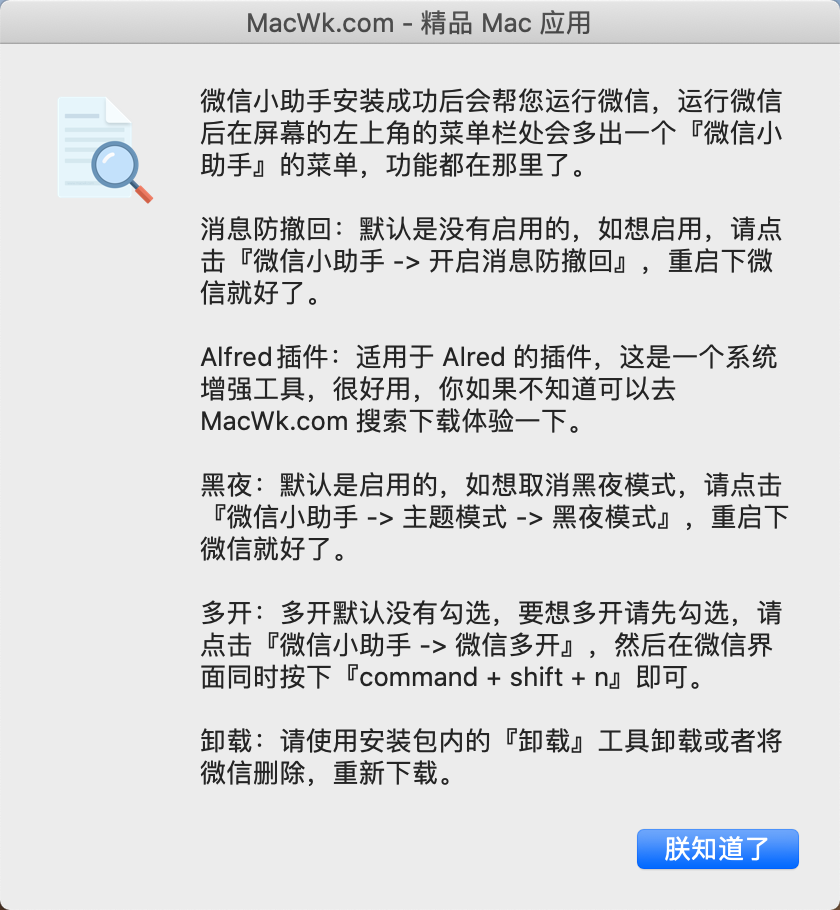 MacWk.com - 精品 Mac 应用
微信小助手安装成功后会帮您运行微信，运行微信
后在屏幕的左上角的菜单栏处会多出一个『微信小
助手』的菜单，功能都在那里了。
消息防撤回：默认是没有启用的，如想启用，请点
击『微信小助手 -> 开启消息防撤回』，重启下微
信就好了。
Alfred插件：适用于 Alred 的插件，这是一个系统
增强工具，很好用，你如果不知道可以去
MacWk.com 搜索下载体验一下。
黑夜：默认是启用的，如想取消黑夜模式，请点击
『微信小助手 -> 主题模式 -> 黑夜模式』，重启下
微信就好了。
多开：多开默认没有勾选，要想多开请先勾选，请
点击『微信小助手 -> 微信多开』，然后在微信界
面同时按下『command + shift + n』即可。
卸载：请使用安装包内的『卸载』工具卸载或者将
微信删除，重新下载。
朕知道了